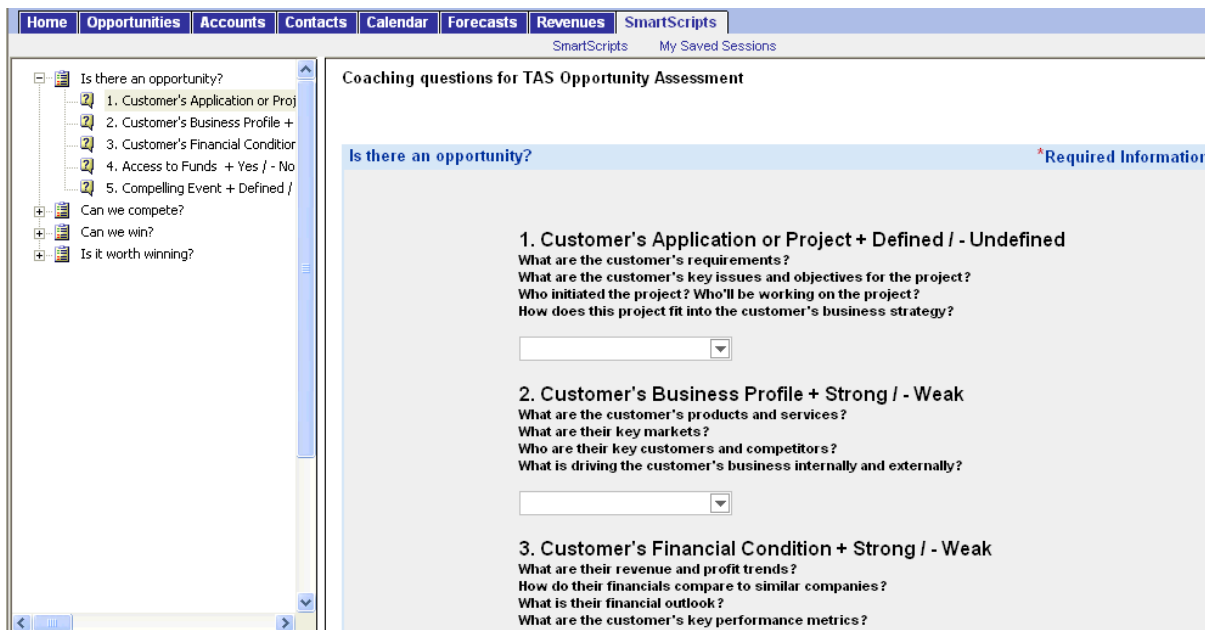 Home Opportunities Accounts Contacts Calendar Forecasts Revenues SmartScripts
SmartScripts My Saved Sessions
Is there an opportunity?
1. Customer's Application or Proj
2. Customer's Business Profile +
3. Customer's Financial Condition
4. Access to Funds + Yes / - No
5. Compelling Event + Defined /
Can we compete?
Can we win?
Is it worth winning?
Coaching questions for TAS Opportunity Assessment
Is there an opportunity? *Required Information
1. Customer's Application or Project + Defined / - Undefined
What are the customer's requirements?
What are the customer's key issues and objectives for the project?
Who initiated the project? Who'll be working on the project?
How does this project fit into the customer's business strategy?
2. Customer's Business Profile + Strong / - Weak
What are the customer's products and services?
What are their key markets?
Who are their key customers and competitors?
What is driving the customer's business internally and externally?
3. Customer's Financial Condition + Strong / - Weak
What are their revenue and profit trends?
How do their financials compare to similar companies?
What is their financial outlook?
What are the customer's key performance metrics?